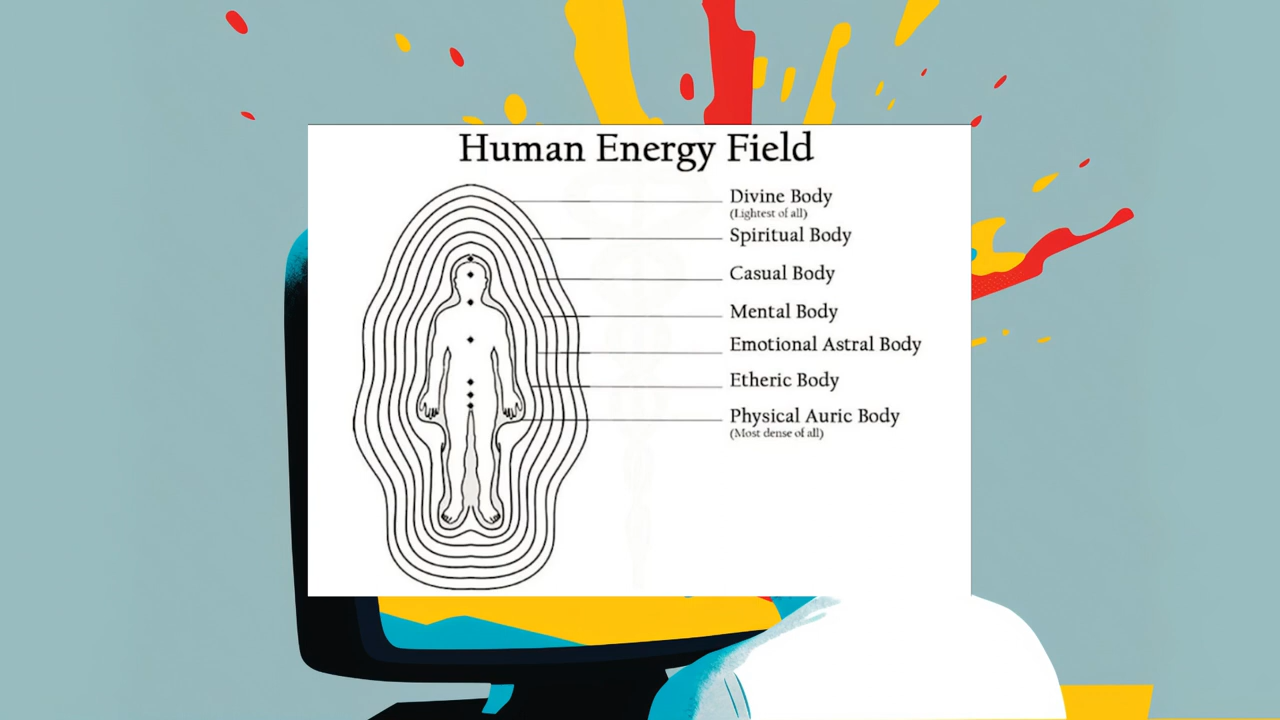 Human Energy Field
Divine Body
(Lightest of all)
Spiritual Body
Casual Body
Mental Body
Emotional Astral Body
Etheric Body
Physical Auric Body
(Most dense of all)